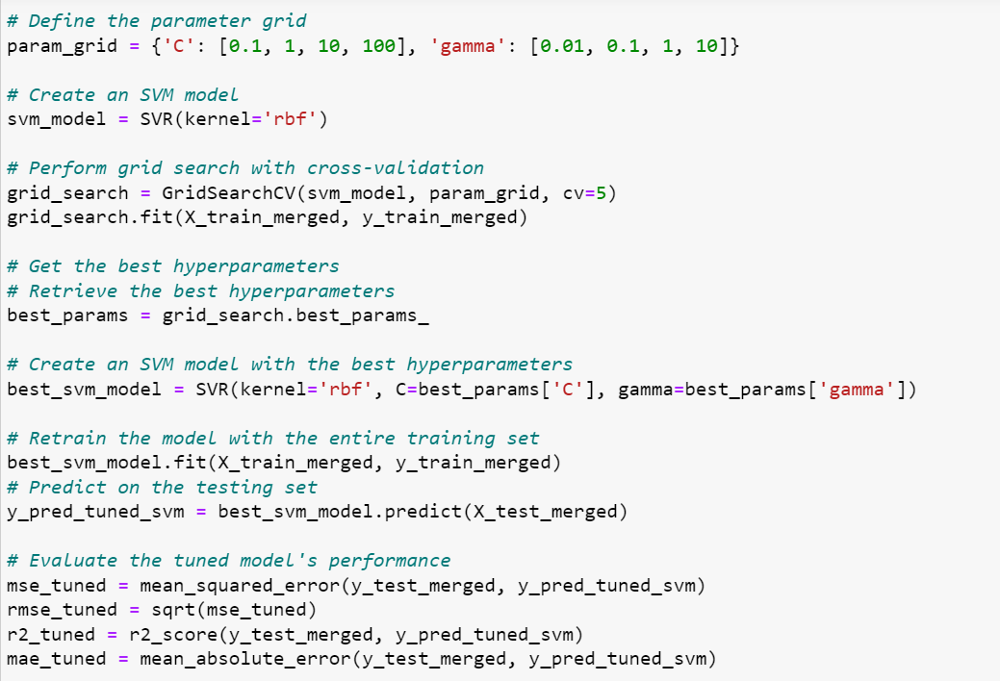 # Define the parameter grid
param_grid = {'C': [0.1, 1, 10, 100], 'gamma': [0.01, 0.1, 1, 10]}
# Create an SVM model
svm_model = SVR(kernel='rbf')
# Perform grid search with cross-validation
grid_search = GridSearchCV(svm_model, param_grid, cv=5)
grid_search.fit(X_train_merged, y_train_merged)
# Get the best hyperparameters
# Retrieve the best hyperparameters
best_params = grid_search.best_params_
# Create an SVM model with the best hyperparameters
best_svm_model = SVR(kernel='rbf', C=best_params['C'], gamma=best_params['gamma'])
# Retrain the model with the entire training set
best_svm_model.fit(X_train_merged, y_train_merged)
# Predict on the testing set
y_pred_tuned_svm = best_svm_model.predict(X_test_merged)
# Evaluate the tuned model's performance
mse_tuned = mean_squared_error(y_test_merged, y_pred_tuned_svm)
rmse_tuned = sqrt(mse_tuned)
r2_tuned = r2_score(y_test_merged, y_pred_tuned_svm)
mae_tuned = mean_absolute_error(y_test_merged, y_pred_tuned_svm)